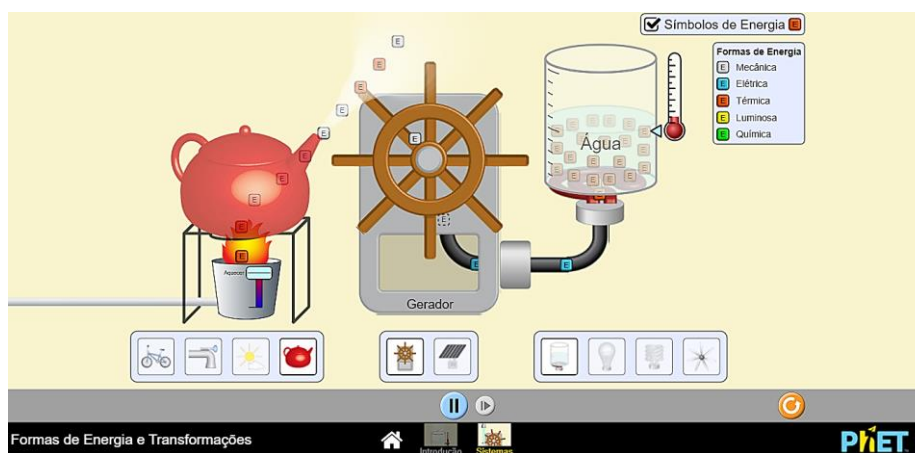 Símbolos de Energia E
Formas de Energia
E Mecânica
E Elétrica
E Térmica
E Luminosa
E Química
Água
Aquecer
Gerador
Formas de Energia e Transformações
Introdução
Sistemas
PhET